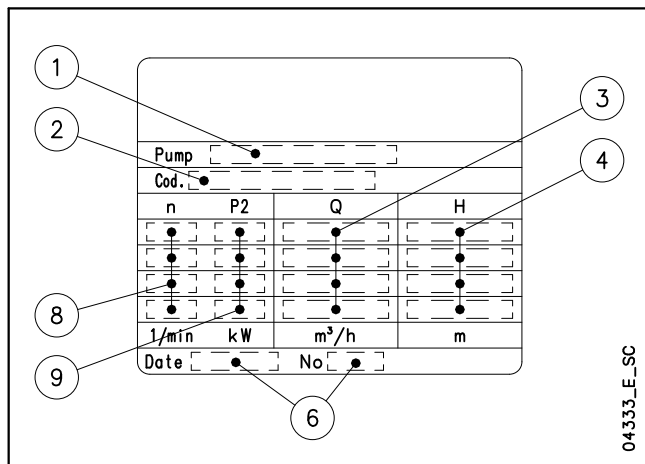 1
2
3
4
Pump
Cod.
n P2 Q H
8
1/min kW m³/h m
9
Date No
6
04333_E_SC